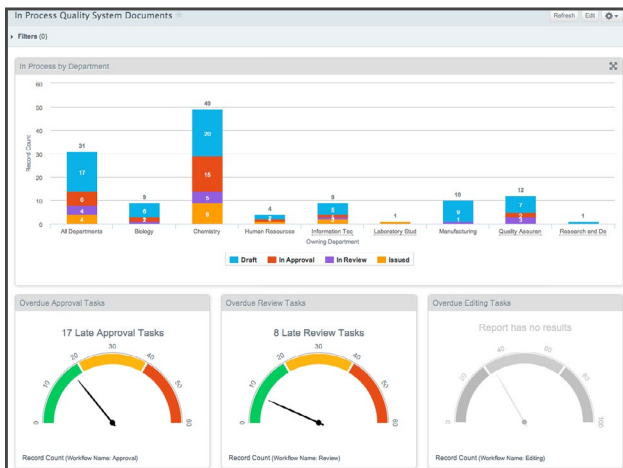 In Process Quality System Documents
Refresh Edit
Filters (0)
In Process by Department
60
50
40
30
20
10
0
Record Count
31
17
6
4
4
9
6
2
49
20
15
5
9
4
2
9
5
1
10
9
1
12
7
2
3
1
All Departments Biology Chemistry Human Resources Information Tec Laboratory Stud Manufacturing Quality Assuran Research and De
Owning Department
Draft In Approval In Review Issued
Overdue Approval Tasks
17 Late Approval Tasks
0 10 20 30 40 50 60
Record Count (Workflow Name: Approval)
Overdue Review Tasks
8 Late Review Tasks
0 10 20 30 40 50 60
Record Count (Workflow Name: Review)
Overdue Editing Tasks
Report has no results
0 20 40 60 80 100
Record Count (Workflow Name: Editing)